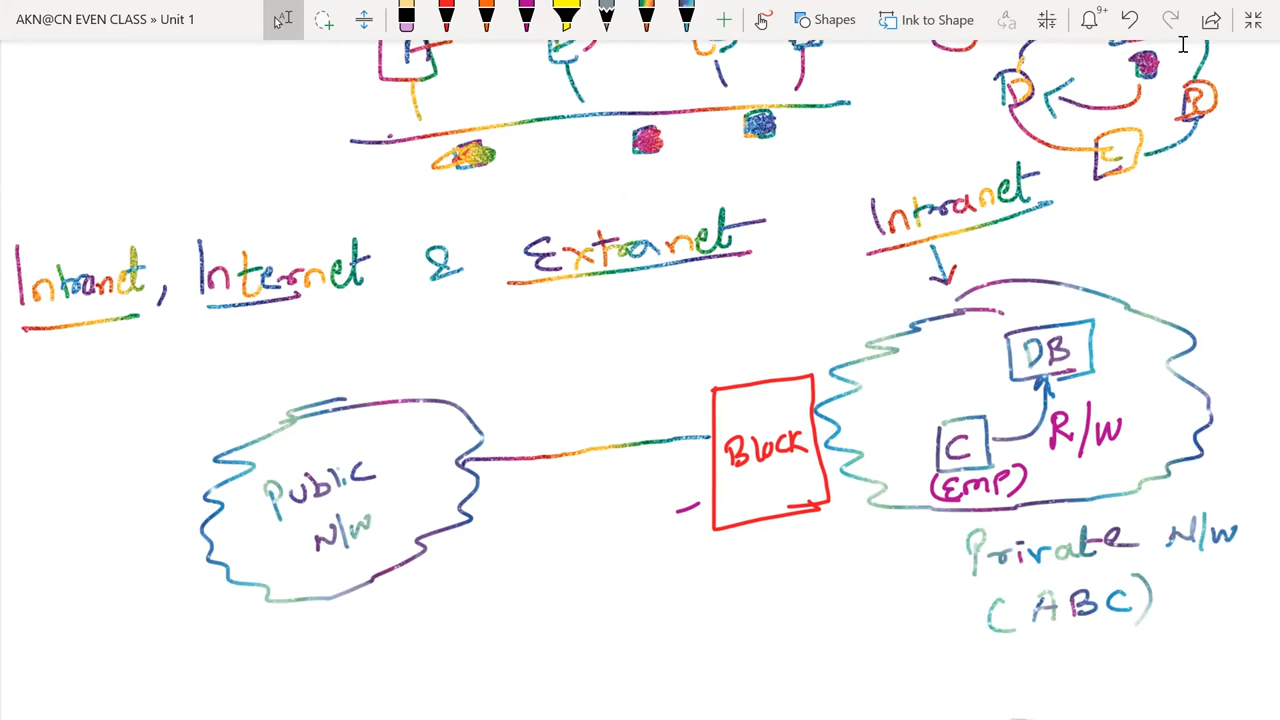 AKN@CN EVEN CLASS » Unit 1
Shapes
Ink to Shape
9+
D
R
E
Intranet, Internet & Extranet
Intranet
DB
C
R/W
(EMP)
Block
Public
N/W
Private N/W
(ABC)